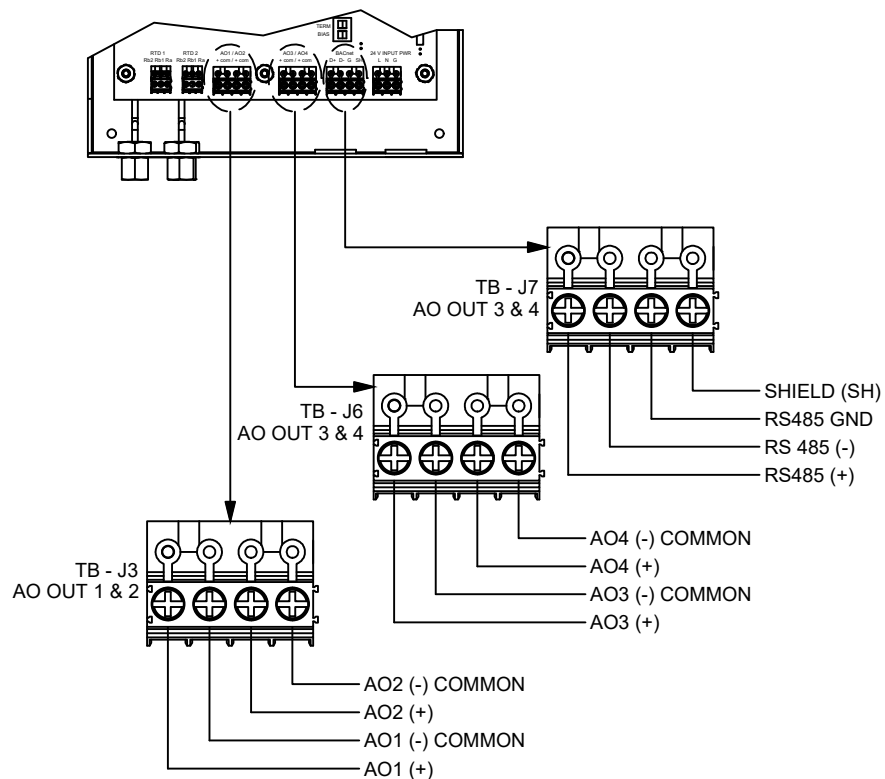 TERM
BIAS
RTD 1
Rb2 Rb1 Ra
RTD 2
Rb2 Rb1 Ra
AO1 / AO2
+ com / + com
AO3 / AO4
+ com / + com
BACnet
D+ D- G SH
24 V INPUT PWR
L N G
TB - J7
AO OUT 3 & 4
SHIELD (SH)
RS485 GND
RS 485 (-)
RS485 (+)
TB - J6
AO OUT 3 & 4
AO4 (-) COMMON
AO4 (+)
AO3 (-) COMMON
AO3 (+)
TB - J3
AO OUT 1 & 2
AO2 (-) COMMON
AO2 (+)
AO1 (-) COMMON
AO1 (+)